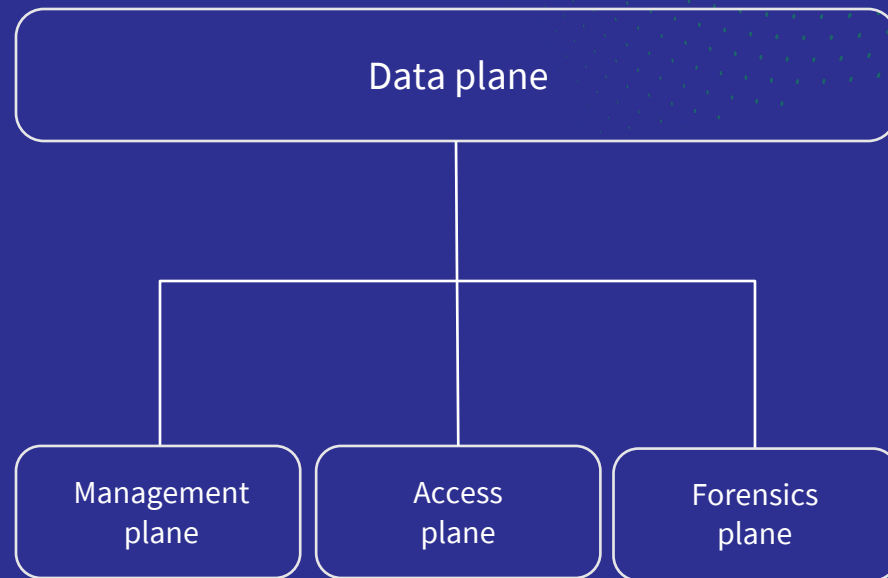 Data plane
Management
plane
Access
plane
Forensics
plane